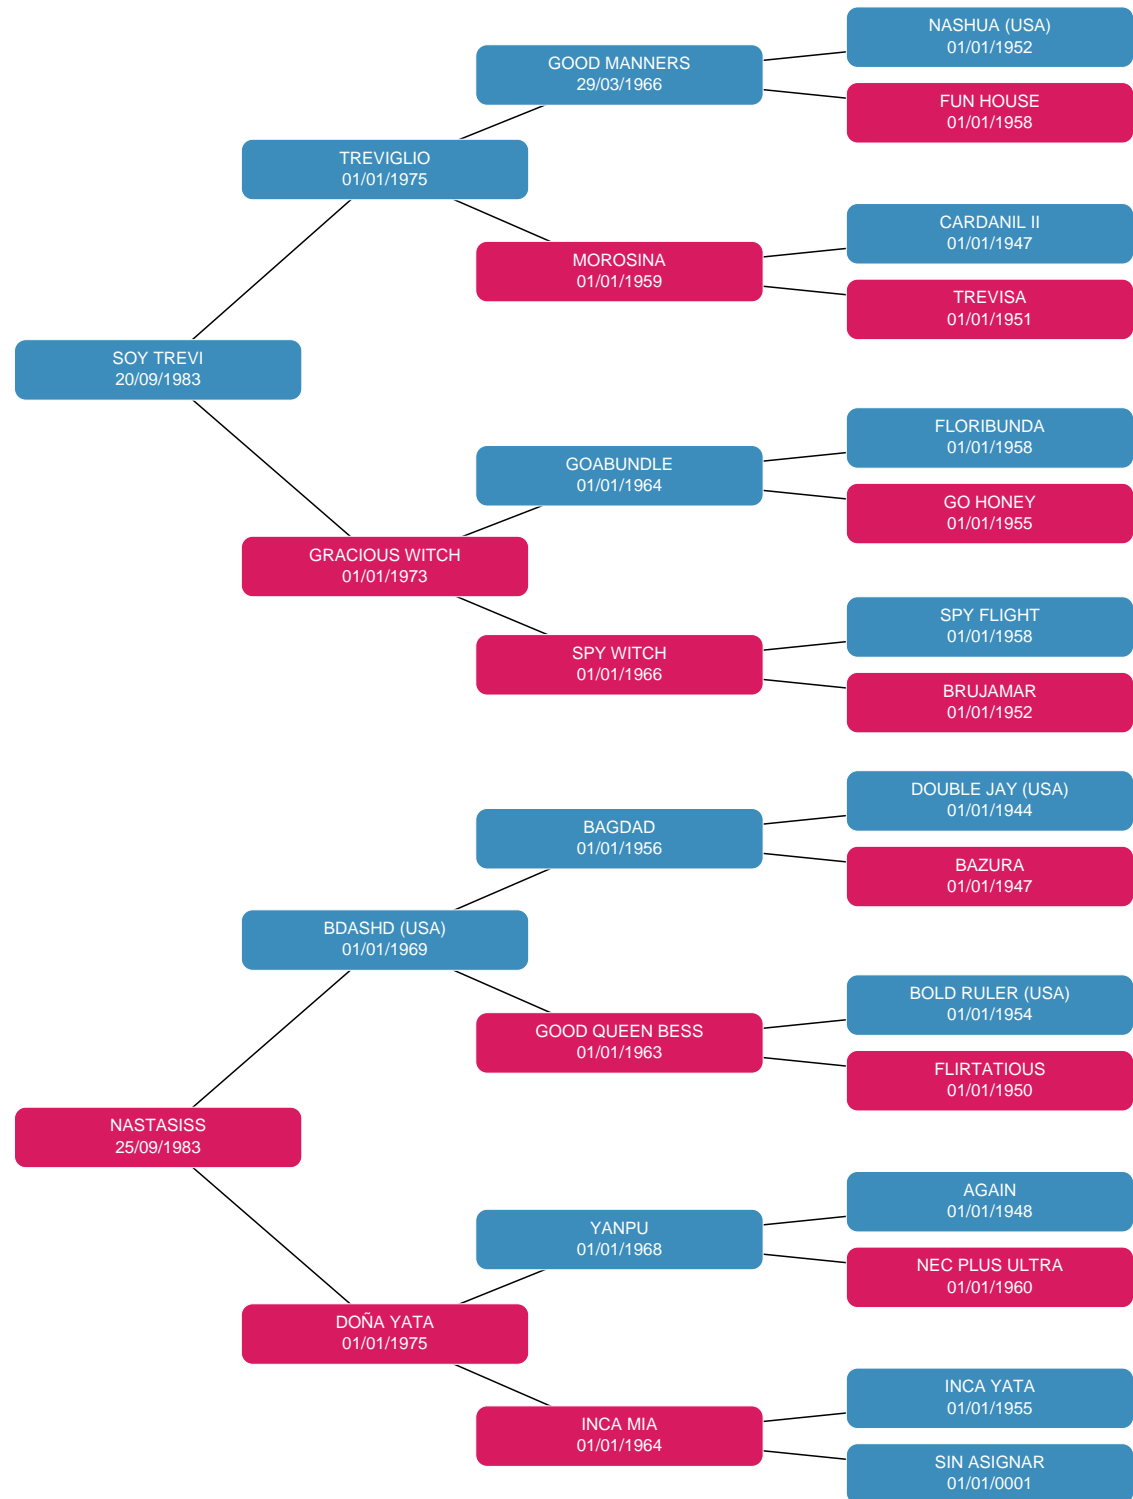 NASHUA (USA)
01/01/1952
GOOD MANNERS
29/03/1966
FUN HOUSE
01/01/1958
TREVIGLIO
01/01/1975
CARDANIL II
01/01/1947
MOROSINA
01/01/1959
TREVISA
01/01/1951
SOY TREVI
20/09/1983
FLORIBUNDA
01/01/1958
GOABUNDLE
01/01/1964
GO HONEY
01/01/1955
GRACIOUS WITCH
01/01/1973
SPY FLIGHT
01/01/1958
SPY WITCH
01/01/1966
BRUJAMAR
01/01/1952
DOUBLE JAY (USA)
01/01/1944
BAGDAD
01/01/1956
BAZURA
01/01/1947
BDASHD (USA)
01/01/1969
BOLD RULER (USA)
01/01/1954
GOOD QUEEN BESS
01/01/1963
FLIRTATIOUS
01/01/1950
NASTASISS
25/09/1983
AGAIN
01/01/1948
YANPU
01/01/1968
NEC PLUS ULTRA
01/01/1960
DOÑA YATA
01/01/1975
INCA YATA
01/01/1955
INCA MIA
01/01/1964
SIN ASIGNAR
01/01/0001